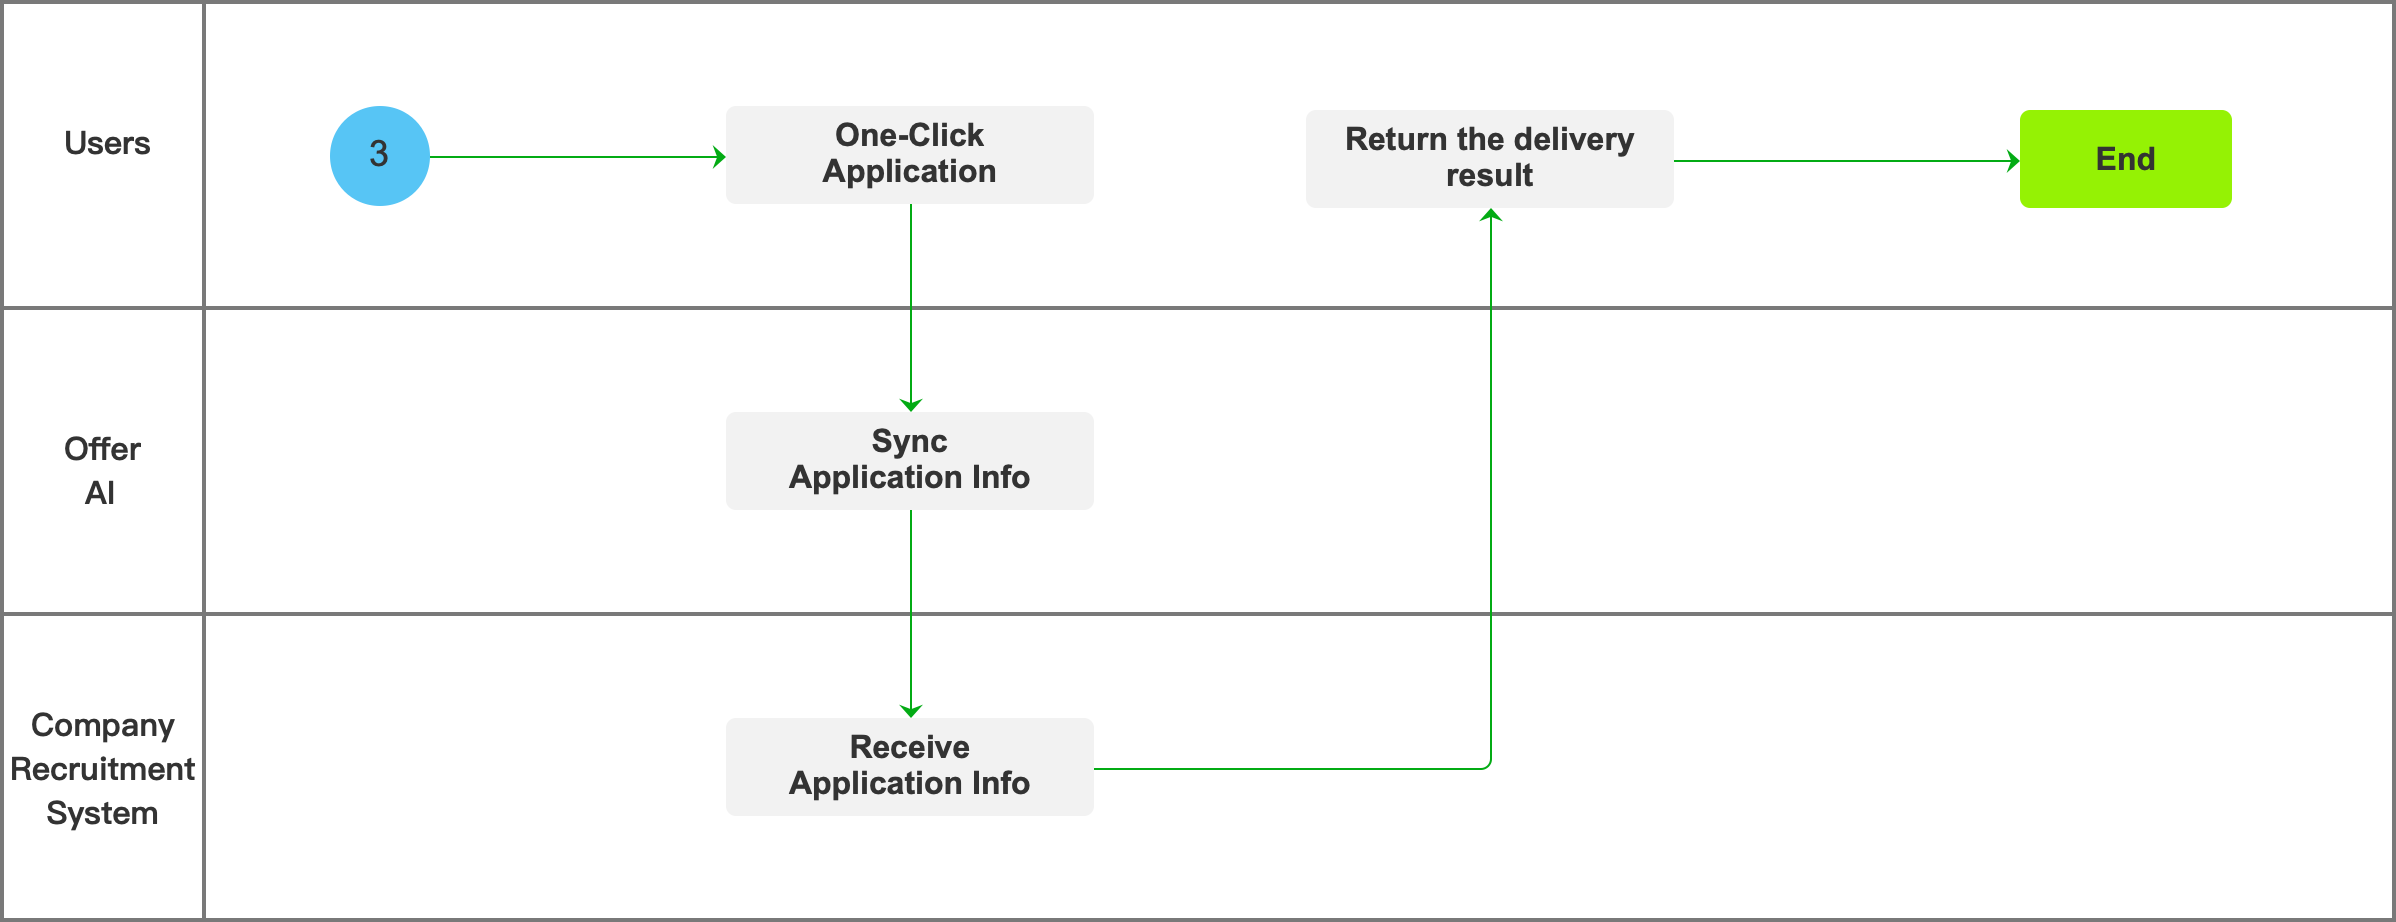 Users
3
One-Click
Application
Return the delivery
result
End
Offer
AI
Sync
Application Info
Company
Recruitment
System
Receive
Application Info